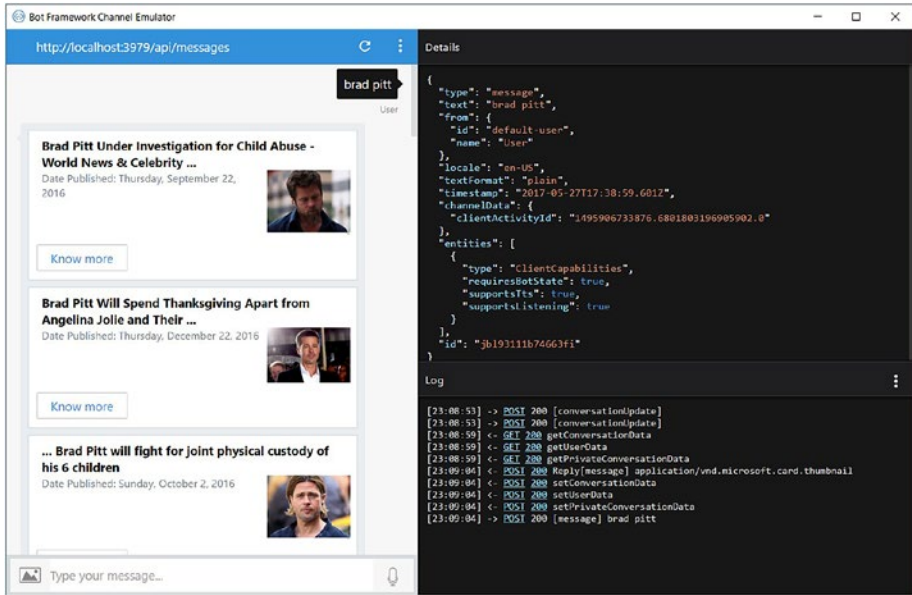 Bot Framework Channel Emulator
http://localhost:3979/api/messages
brad pitt
User
Brad Pitt Under Investigation for Child Abuse -
World News & Celebrity ...
Date Published: Thursday, September 22,
2016
Know more
Brad Pitt Will Spend Thanksgiving Apart from
Angelina Jolie and Their ...
Date Published: Thursday, December 22, 2016
Know more
... Brad Pitt will fight for joint physical custody of
his 6 children
Date Published: Sunday, October 2, 2016
Type your message...
Details
{
"type": "message",
"text": "brad pitt",
"from": {
"id": "default-user",
"name": "User"
},
"locale": "en-US",
"textFormat": "plain",
"timestamp": "2017-05-27T17:38:59.601Z",
"channelData": {
"clientActivityId": "1495906733876.6801803196905902.0"
},
"entities": [
{
"type": "ClientCapabilities",
"requiresBotState": true,
"supportsTts": true,
"supportsListening": true
}
],
"id": "jbl93111b74663fi"
}
Log
[23:08:53] -> POST 200 [conversationUpdate]
[23:08:53] -> POST 200 [conversationUpdate]
[23:08:59] <- GET 200 getConversationData
[23:08:59] <- GET 200 getUserData
[23:08:59] <- GET 200 getPrivateConversationData
[23:09:04] <- POST 200 Reply[message] application/vnd.microsoft.card.thumbnail
[23:09:04] <- POST 200 setConversationData
[23:09:04] <- POST 200 setUserData
[23:09:04] <- POST 200 setPrivateConversationData
[23:09:04] -> POST 200 [message] brad pitt